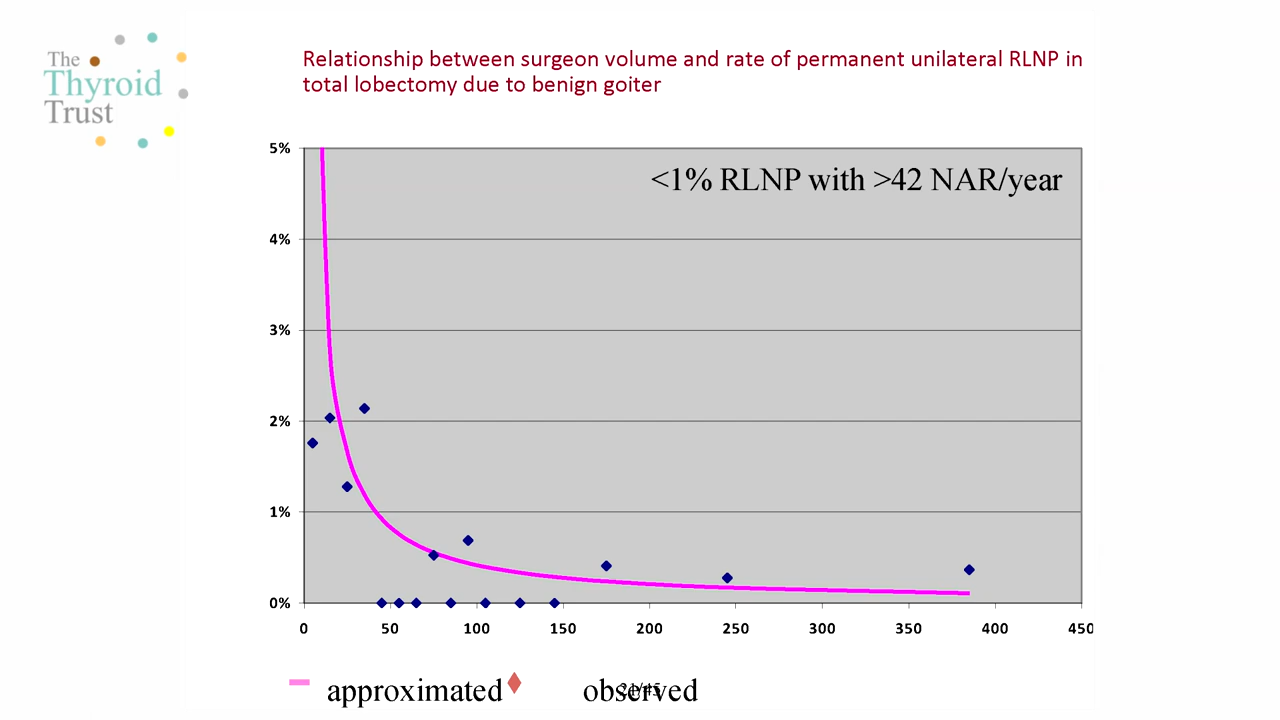 The
Thyroid
Trust
Relationship between surgeon volume and rate of permanent unilateral RLNP in
total lobectomy due to benign goiter
<1% RLNP with >42 NAR/year
5%
4%
3%
2%
1%
0%
0 50 100 150 200 250 300 350 400 450
approximated observed
21/45